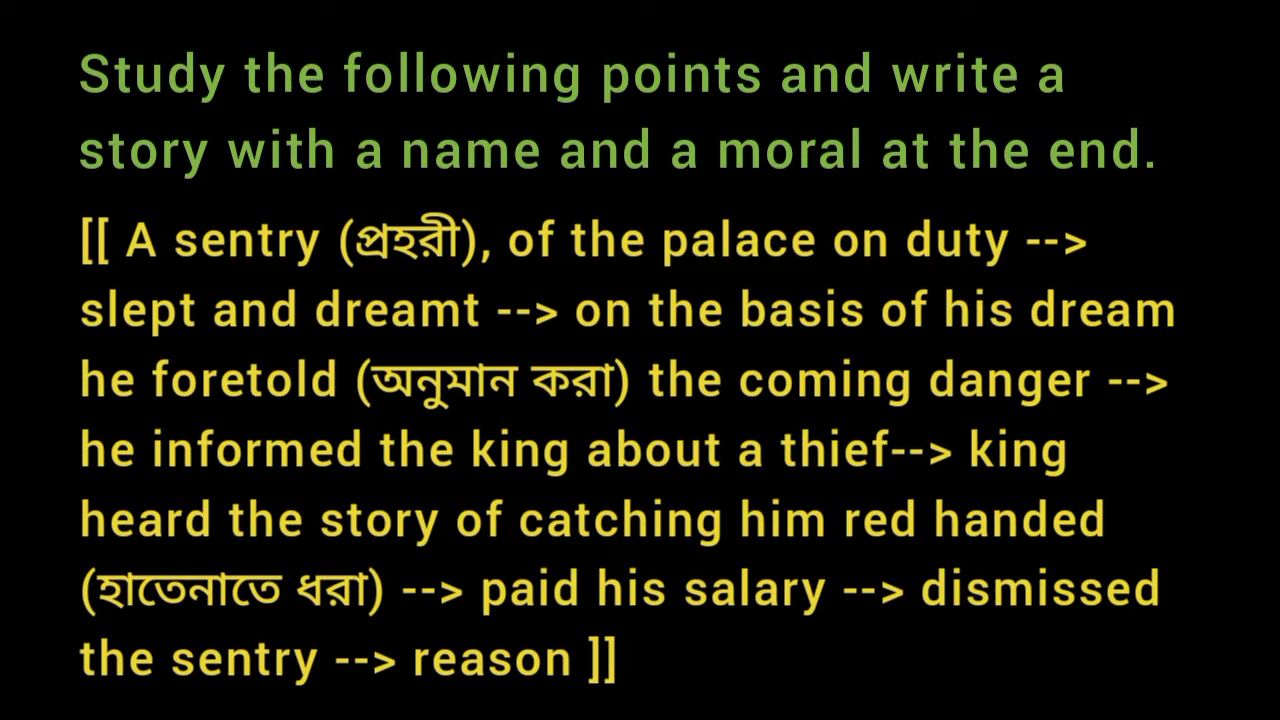 Study the following points and write a
story with a name and a moral at the end.
[[ A sentry (প্রহরী), of the palace on duty -->
slept and dreamt --> on the basis of his dream
he foretold (অনুমান করা) the coming danger -->
he informed the king about a thief--> king
heard the story of catching him red handed
(হাতেনাতে ধরা) --> paid his salary --> dismissed
the sentry --> reason ]]